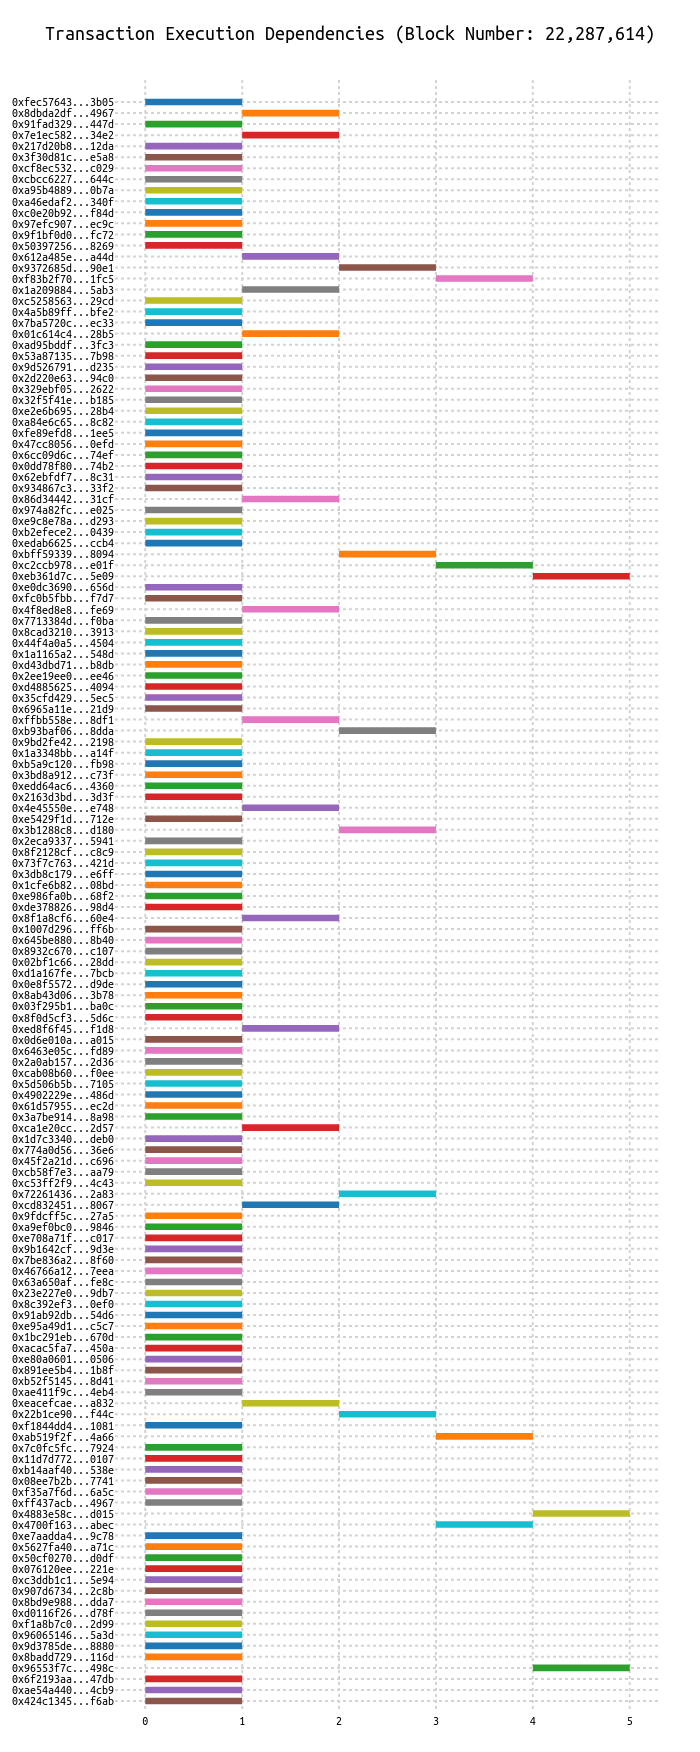 Transaction Execution Dependencies (Block Number: 22,287,614)
0xfec57643...3b05
0x8dbda2df...4967
0x91fad329...447d
0x7e1ec582...34e2
0x217d20b8...12da
0x3f30d81c...e5a8
0xcf8ec532...c029
0xcbcc6227...644c
0xa95b4889...0b7a
0xa46edaf2...340f
0xc0e20b92...f84d
0x97efc907...ec9c
0x9f1bf0d0...fc72
0x50397256...8269
0x612a485e...a44d
0x9372685d...90e1
0xf83b2f70...1fc5
0x1a209884...5ab3
0xc5258563...29cd
0x4a5b89ff...bfe2
0x7ba5720c...ec33
0x01c614c4...28b5
0xad95bddf...3fc3
0x53a87135...7b98
0x9d526791...d235
0x2d220e63...94c0
0x329ebf05...2622
0x32f5f41e...b185
0xe2e6b695...28b4
0xa84e6c65...8c82
0xfe89efd8...1ee5
0x47cc8056...0efd
0x6cc09d6c...74ef
0x0dd78f80...74b2
0x62ebfdf7...8c31
0x934867c3...33f2
0x86d34442...31cf
0x974a82fc...e025
0xe9c8e78a...d293
0xb2efece2...0439
0xedab6625...ccb4
0xbff59339...8094
0xc2ccb978...e01f
0xeb361d7c...5e09
0xe0dc3690...656d
0xfc0b5fbb...f7d7
0x4f8ed8e8...fe69
0x7713384d...f0ba
0x8cad3210...3913
0x44f4a0a5...4504
0x1a1165a2...548d
0xd43dbd71...b8db
0x2ee19ee0...ee46
0xd4885625...4094
0x35cfd429...5ec5
0x6965a11e...21d9
0xffbb558e...8df1
0xb93baf06...8dda
0x9bd2fe42...2198
0x1a3348bb...a14f
0xb5a9c120...fb98
0x3bd8a912...c73f
0xedd64ac6...4360
0x2163d3bd...3d3f
0x4e45550e...e748
0xe5429f1d...712e
0x3b1288c8...d180
0x2eca9337...5941
0x8f2128cf...c8c9
0x73f7c763...421d
0x3db8c179...e6ff
0x1cfe6b82...08bd
0xe986fa0b...68f2
0xde378826...98d4
0x8f1a8cf6...60e4
0x1007d296...ff6b
0x645be880...8b40
0x8932c670...c107
0x02bf1c66...28dd
0xd1a167fe...7bcb
0x0e8f5572...d9de
0x8ab43d06...3b78
0x03f295b1...ba0c
0x8f0d5cf3...5d6c
0xed8f6f45...f1d8
0x0d6e010a...a015
0x6463e05c...fd89
0x2a0ab157...2d36
0xcab08b60...f0ee
0x5d506b5b...7105
0x4902229e...486d
0x61d57955...ec2d
0x3a7be914...8a98
0xca1e20cc...2d57
0x1d7c3340...deb0
0x774a0d56...36e6
0x45f2a21d...c696
0xcb58f7e3...aa79
0xc53ff2f9...4c43
0x72261436...2a83
0xcd832451...8067
0x9fdcff5c...27a5
0xa9ef0bc0...9846
0xe708a71f...c017
0x9b1642cf...9d3e
0x7be836a2...8f60
0x46766a12...7eea
0x63a650af...fe8c
0x23e227e0...9db7
0x8c392ef3...0ef0
0x91ab92db...54d6
0xe95a49d1...c5c7
0x1bc291eb...670d
0xacac5fa7...450a
0xe80a0601...0506
0x891ee5b4...1b8f
0xb52f5145...8d41
0xae411f9c...4eb4
0xeacefcae...a832
0x22b1ce90...f44c
0xf1844dd4...1081
0xab519f2f...4a66
0x7c0fc5fc...7924
0x11d7d772...0107
0xb14aaf40...538e
0x08ee7b2b...7741
0xf35a7f6d...6a5c
0xff437acb...4967
0x4883e58c...d015
0x4700f163...abec
0xe7aadda4...9c78
0x5627fa40...a71c
0x50cf0270...d0df
0x076120ee...221e
0xc3ddb1c1...5e94
0x907d6734...2c8b
0x8bd9e988...dda7
0xd0116f26...d78f
0xf1a8b7c0...2d99
0x96065146...5a3d
0x9d3785de...8880
0x8badd729...116d
0x96553f7c...498c
0x6f2193aa...47db
0xae54a440...4cb9
0x424c1345...f6ab
0 1 2 3 4 5